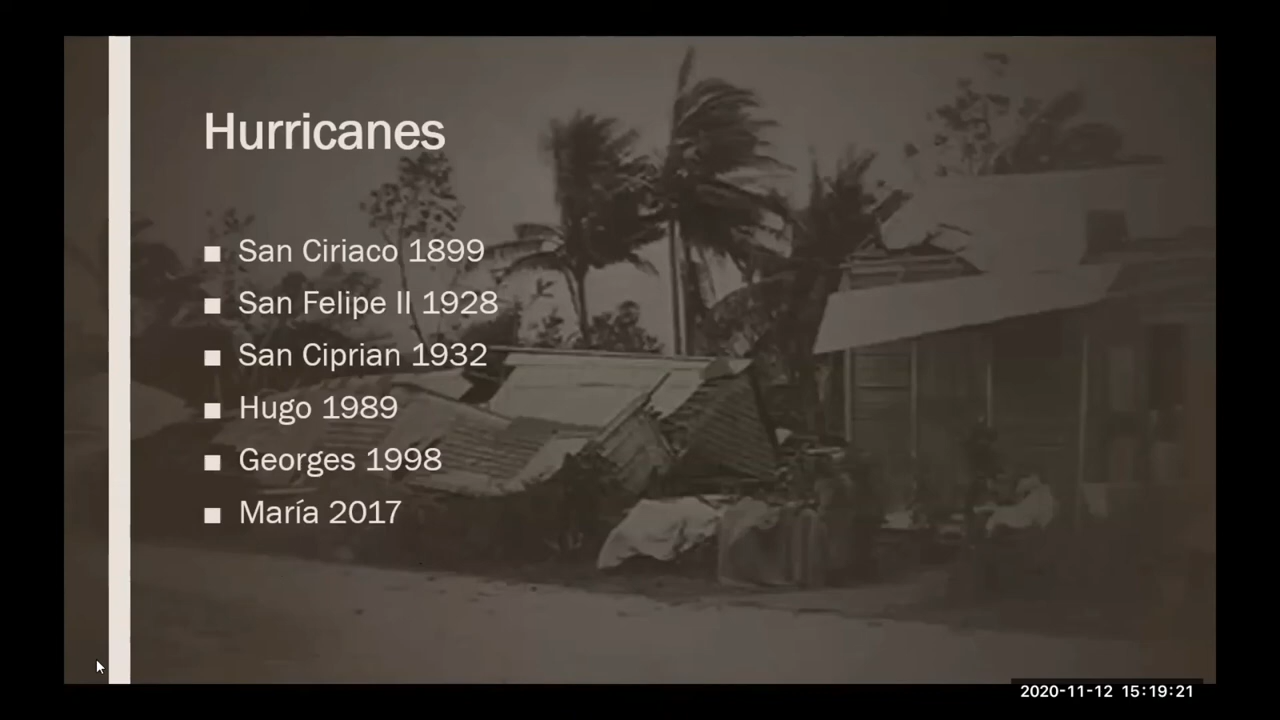 Hurricanes
San Ciriaco 1899
San Felipe II 1928
San Ciprian 1932
Hugo 1989
Georges 1998
María 2017
2020-11-12 15:19:21